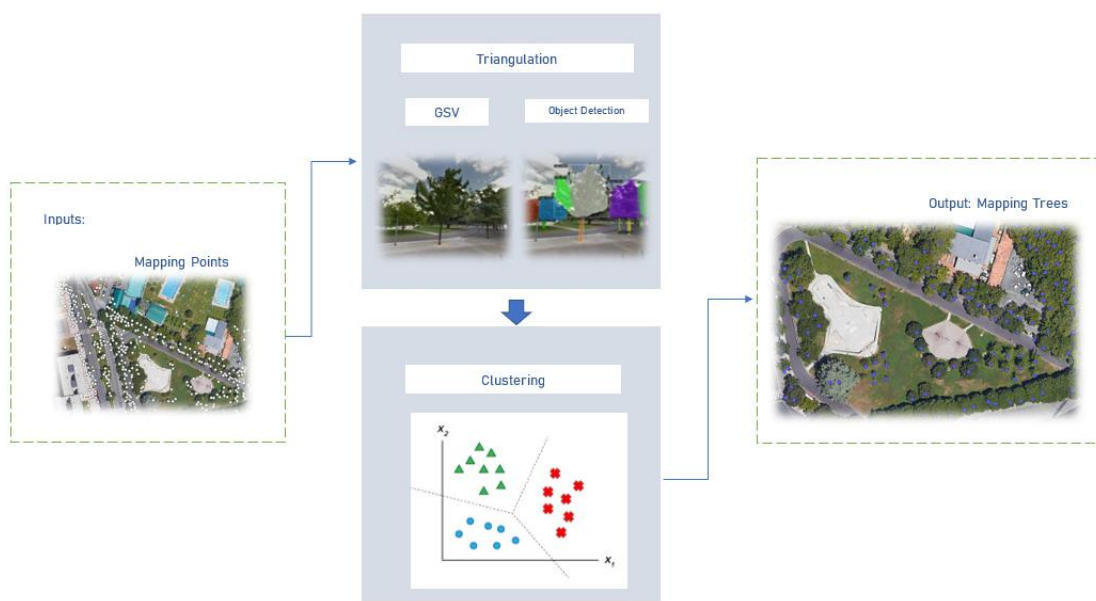 Inputs:
Mapping Points
Triangulation
GSV
Object Detection
Clustering
X2
X1
Output: Mapping Trees